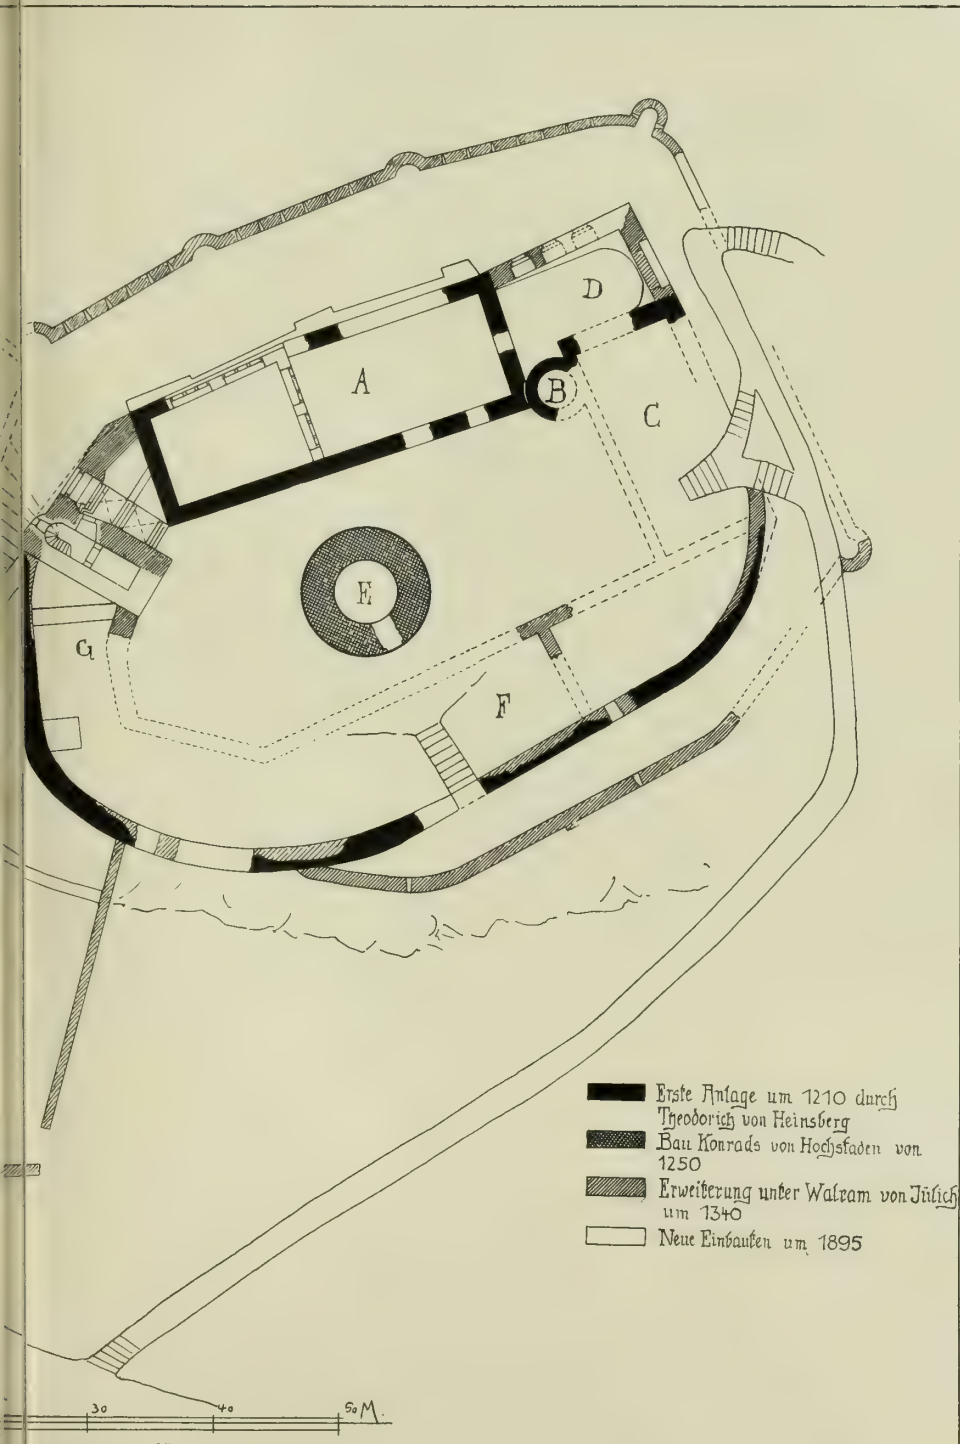 D
A
B
C
E
G
F
Erste Anlage um 1210 durch
Theodorich von Heinsberg
Bau Konrads von Hochstaden von
1250
Erweiterung unter Walram von Jülich
um 1340
Neue Einbauten um 1895
30 40 50 M.